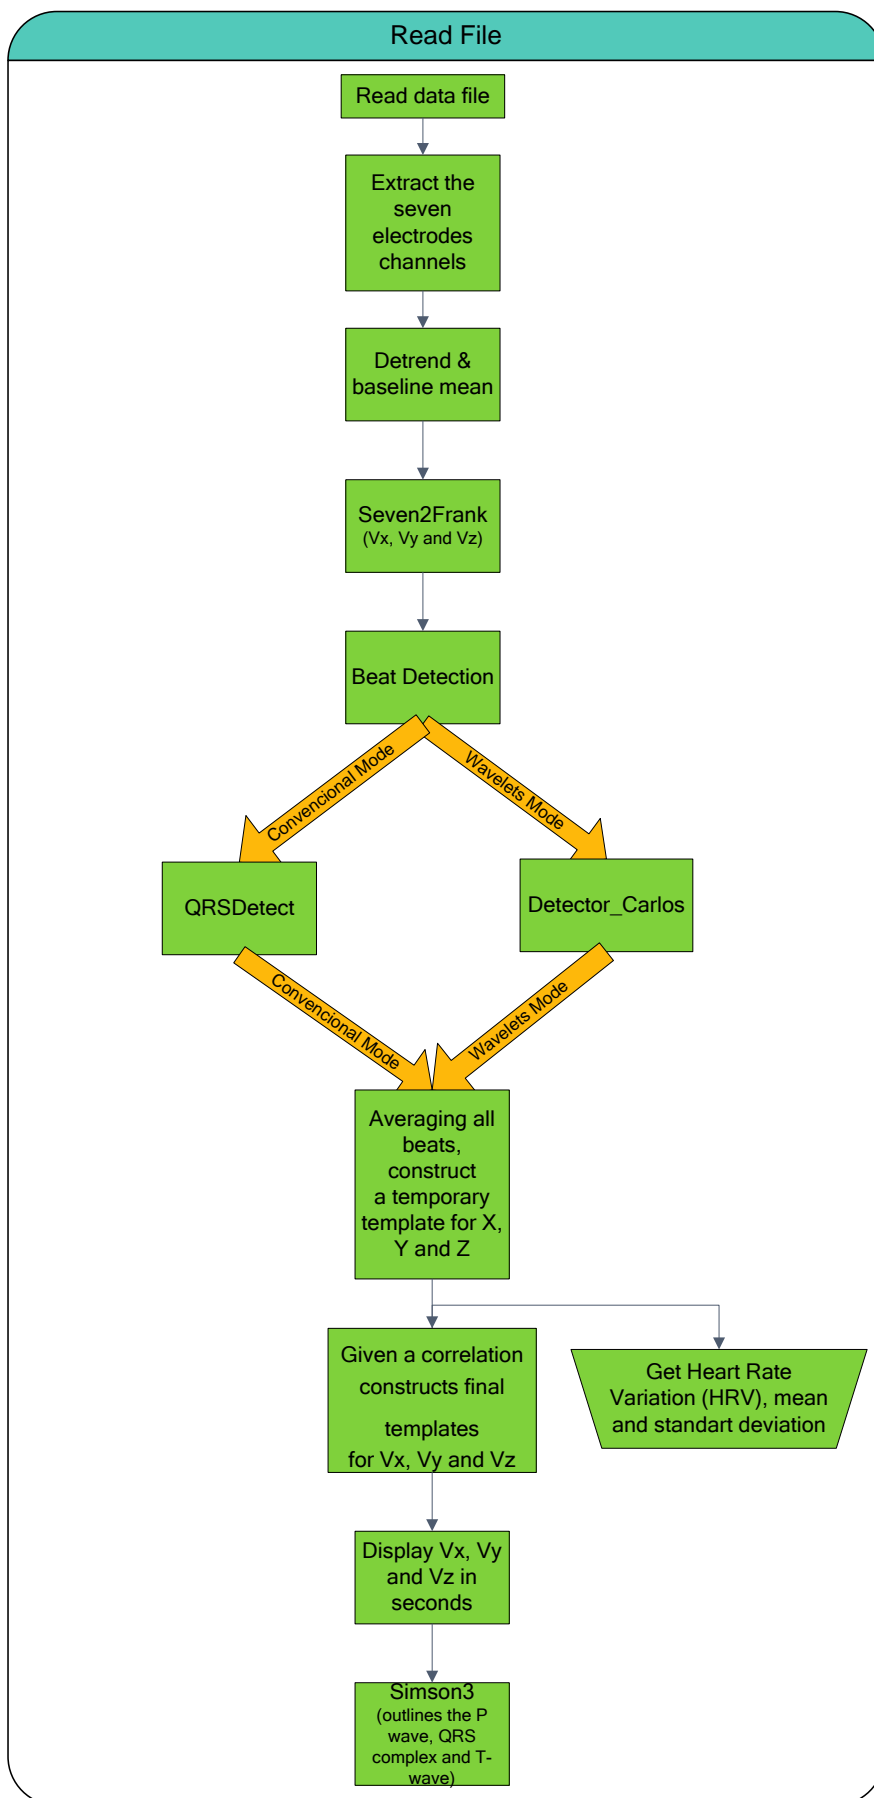 Read File
Read data file
Extract the
seven
electrodes
channels
Detrend &
baseline mean
Seven2Frank
(Vx, Vy and Vz)
Beat Detection
Convencional Mode
Wavelets Mode
QRSDetect
Detector_Carlos
Convencional Mode
Wavelets Mode
Averaging all
beats,
construct
a temporary
template for X,
Y and Z
Given a correlation
constructs final
templates
for Vx, Vy and Vz
Get Heart Rate
Variation (HRV), mean
and standart deviation
Display Vx, Vy
and Vz in
seconds
Simson3
(outlines the P
wave, QRS
complex and T-
wave)